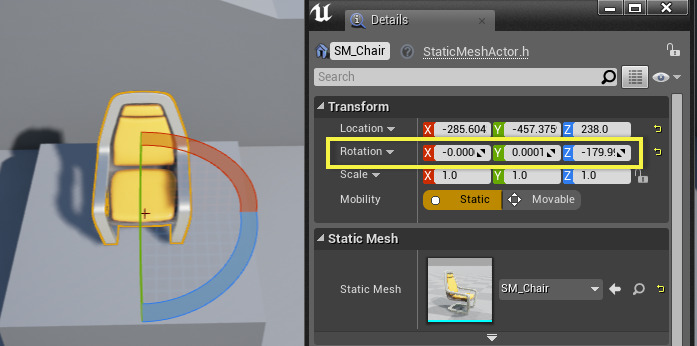 Details
SM_Chair StaticMeshActor.h
Search
Transform
Location X -285.604 Y -457.375 Z 238.0
Rotation X -0.000 Y 0.0001 Z -179.99
Scale X 1.0 Y 1.0 Z 1.0
Mobility Static Movable
Static Mesh
Static Mesh SM_Chair